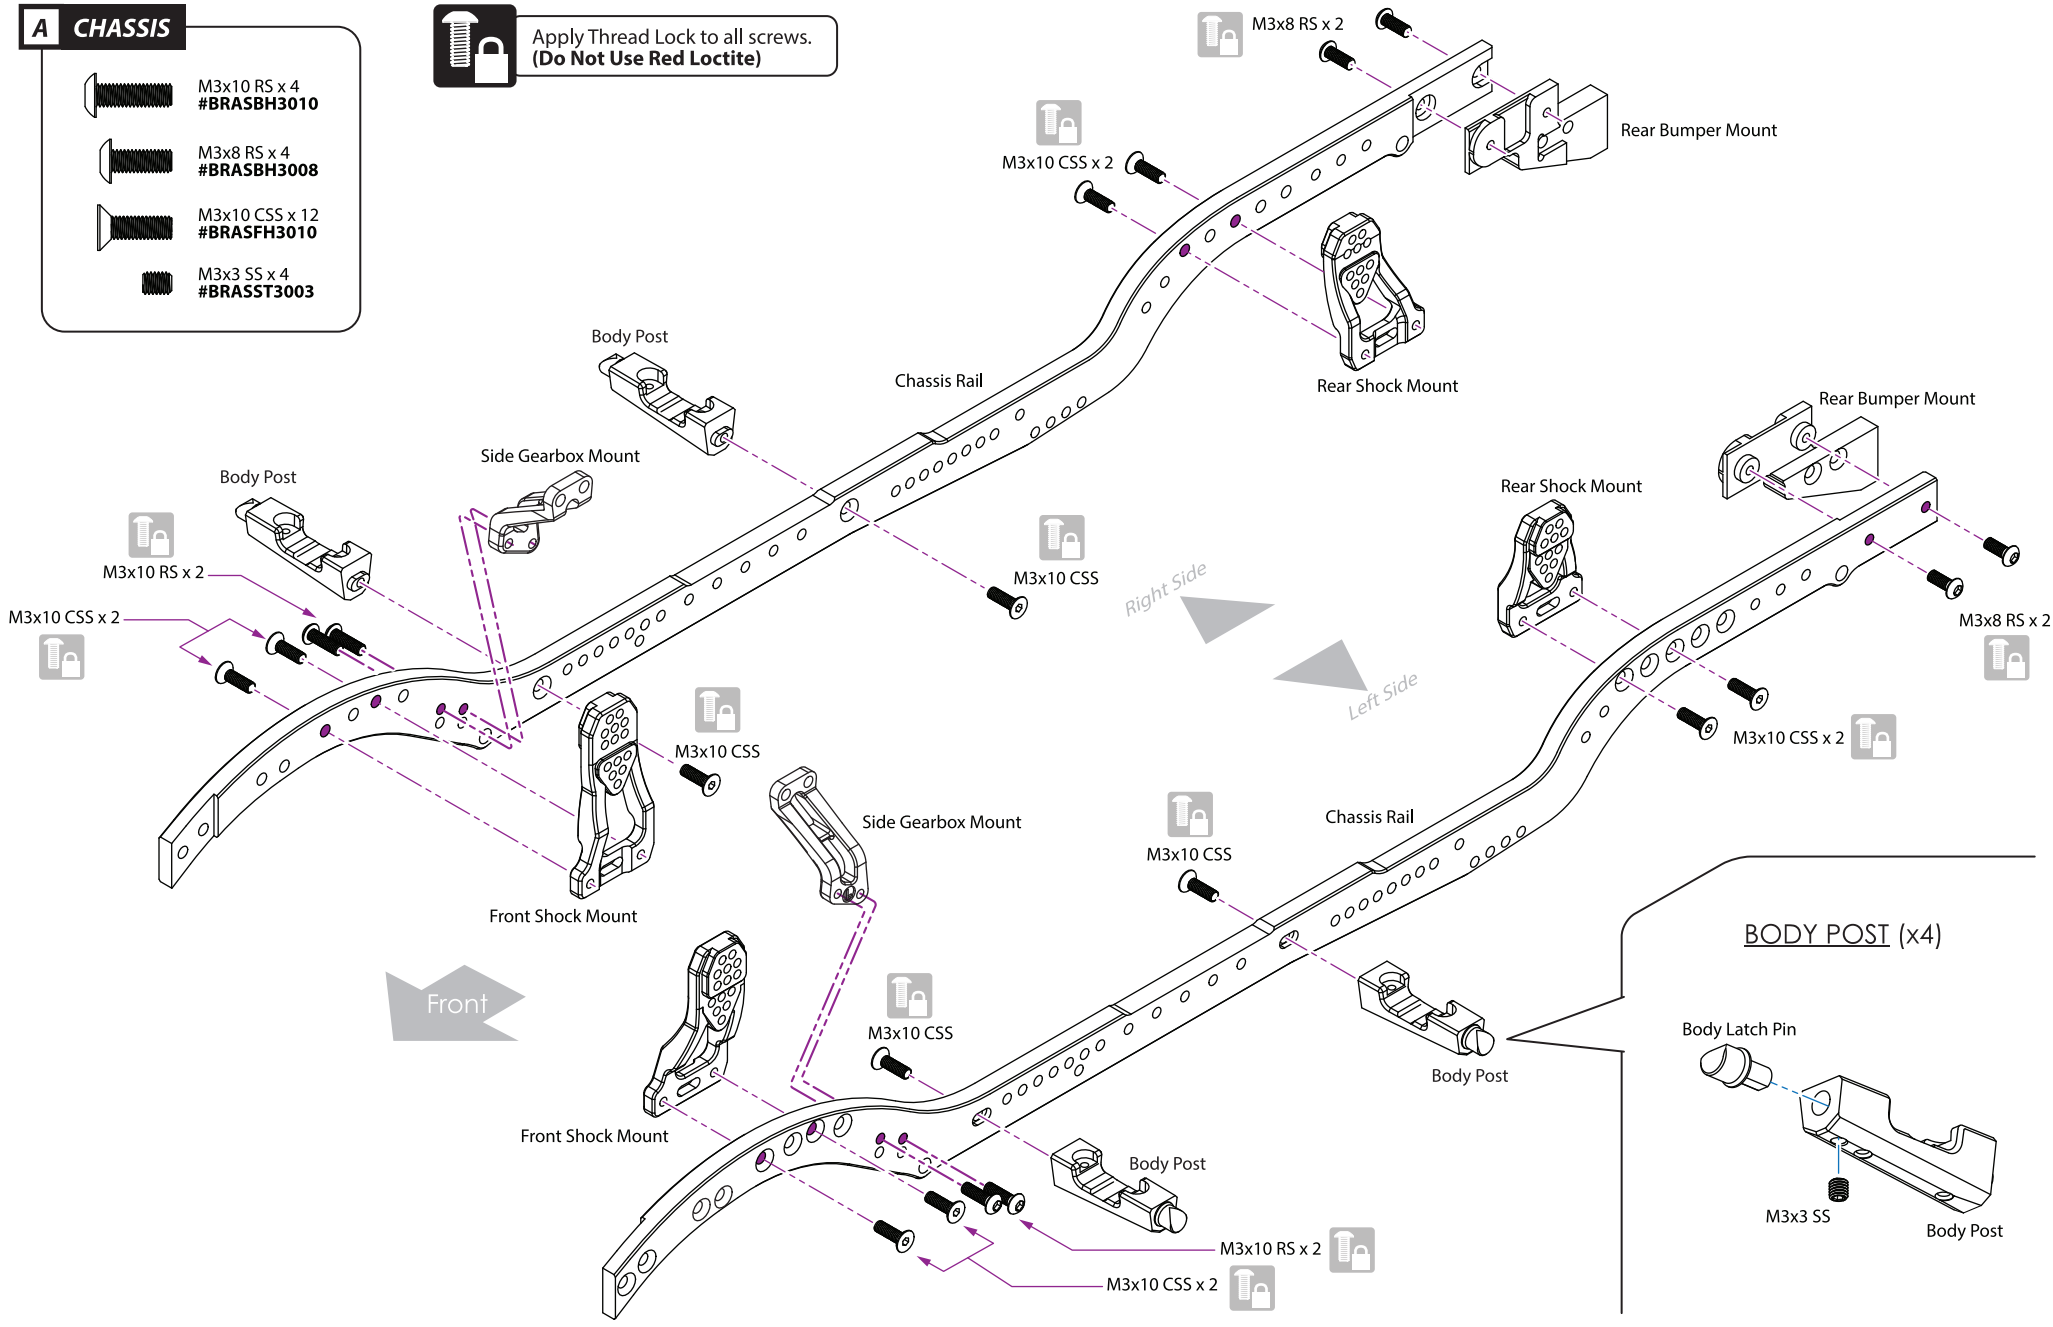 A CHASSIS
M3x10 RS x 4
#BRASBH3010
M3x8 RS x 4
#BRASBH3008
M3x10 CSS x 12
#BRASFH3010
M3x3 SS x 4
#BRASST3003
Apply Thread Lock to all screws.
(Do Not Use Red Loctite)
M3x8 RS x 2
Rear Bumper Mount
M3x10 CSS x 2
Rear Shock Mount
Body Post
Chassis Rail
Side Gearbox Mount
Body Post
M3x10 RS x 2
M3x10 CSS x 2
M3x10 CSS
M3x10 CSS
Front Shock Mount
Right Side
Left Side
Rear Bumper Mount
Rear Shock Mount
M3x8 RS x 2
M3x10 CSS x 2
Side Gearbox Mount
Chassis Rail
M3x10 CSS
Front
M3x10 CSS
Body Post
Front Shock Mount
Body Post
M3x10 RS x 2
M3x10 CSS x 2
BODY POST (x4)
Body Latch Pin
M3x3 SS
Body Post